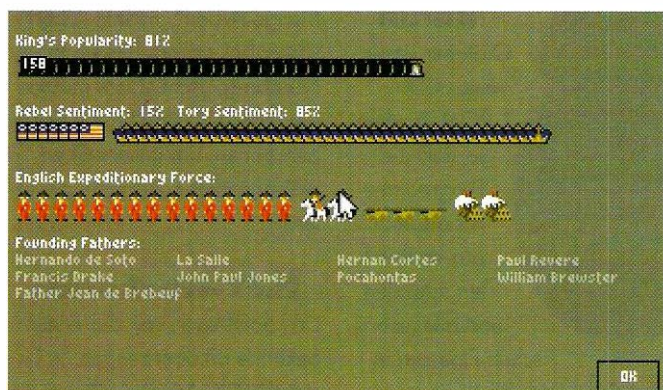 King's Popularity: 81%
158
Rebel Sentiment: 15% Tory Sentiment: 85%
English Expeditionary Force:
Founding Fathers:
Hernando de Soto La Salle Hernan Cortes Paul Revere
Francis Drake John Paul Jones Pocahontas William Brewster
Father Jean de Brebeuf
OK